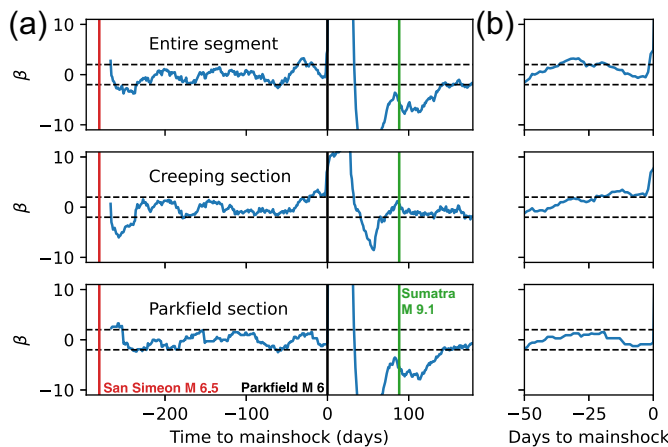 (a)
(b)
Entire segment
β
10
0
−10
Creeping section
β
10
0
−10
Parkfield section
Sumatra
M 9.1
β
10
0
−10
San Simeon M 6.5
Parkfield M 6
−200
−100
0
100
−50
−25
0
Time to mainshock (days)
Days to mainshock